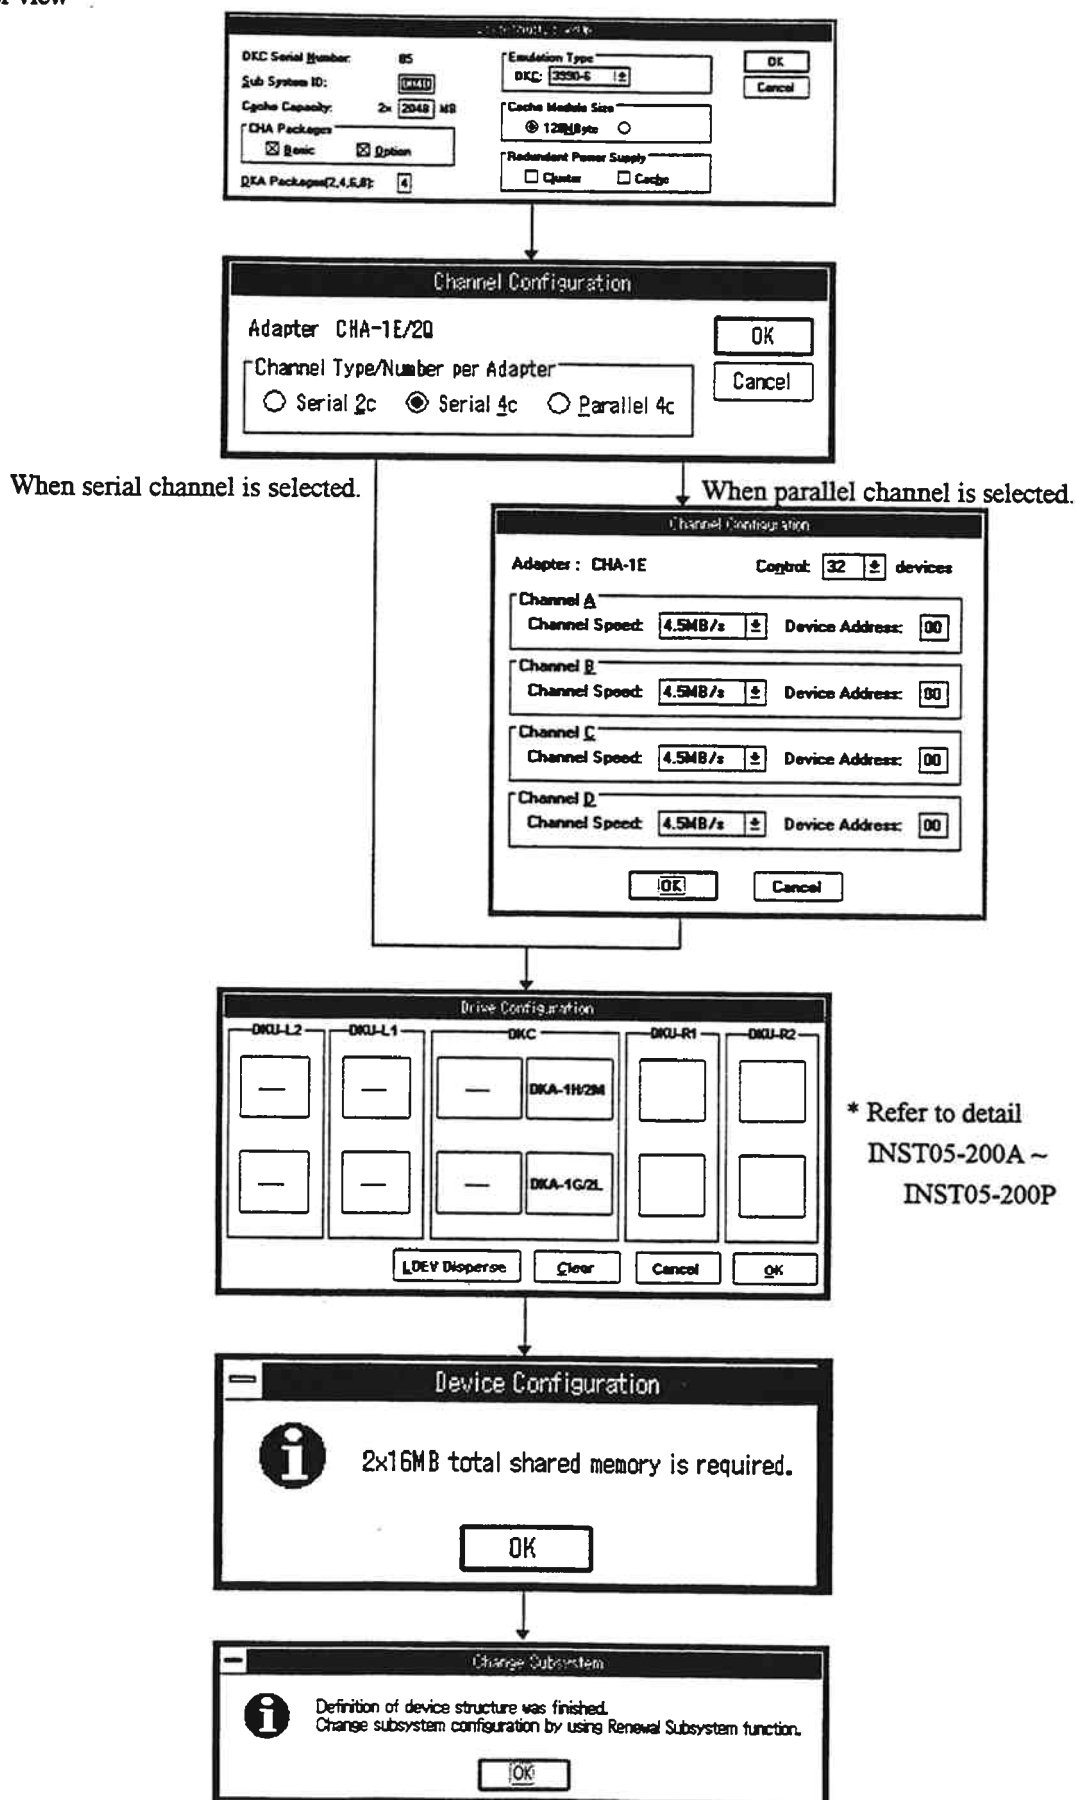 view
DKC Serial Number: 85
Sub System ID:
Cache Capacity: 2x 2048 MB
CHA Packages
Basic Option
DKA Packages(2,4,6,8): 4
Emulation Type
DKC: 3990-6
Cache Module Size
128MByte
Redundant Power Supply
Cluster Cache
OK
Cancel
Channel Configuration
Adapter CHA-1E/2Q
Channel Type/Number per Adapter
Serial 2c Serial 4c Parallel 4c
OK
Cancel
When serial channel is selected.
When parallel channel is selected.
Channel Configuration
Adapter : CHA-1E Control: 32 devices
Channel A
Channel Speed: 4.5MB/s Device Address: 00
Channel B
Channel Speed: 4.5MB/s Device Address: 00
Channel C
Channel Speed: 4.5MB/s Device Address: 00
Channel D
Channel Speed: 4.5MB/s Device Address: 00
OK Cancel
Drive Configuration
DKU-L2 DKU-L1 DKC DKU-R1 DKU-R2
— — — DKA-1H/2M
— — — DKA-1G/2L
LDEV Disperse Clear Cancel OK
* Refer to detail
INST05-200A ~
INST05-200P
Device Configuration
2x16MB total shared memory is required.
OK
Change Subsystem
Definition of device structure was finished.
Change subsystem configuration by using Renewal Subsystem function.
OK